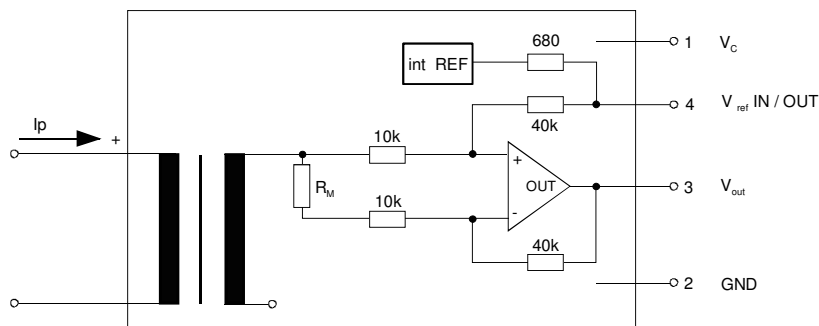 680
1 V_C
int REF
Ip
+
4 V_ref IN / OUT
10k
40k
+
R_M
OUT
3 V_out
10k
-
40k
2 GND